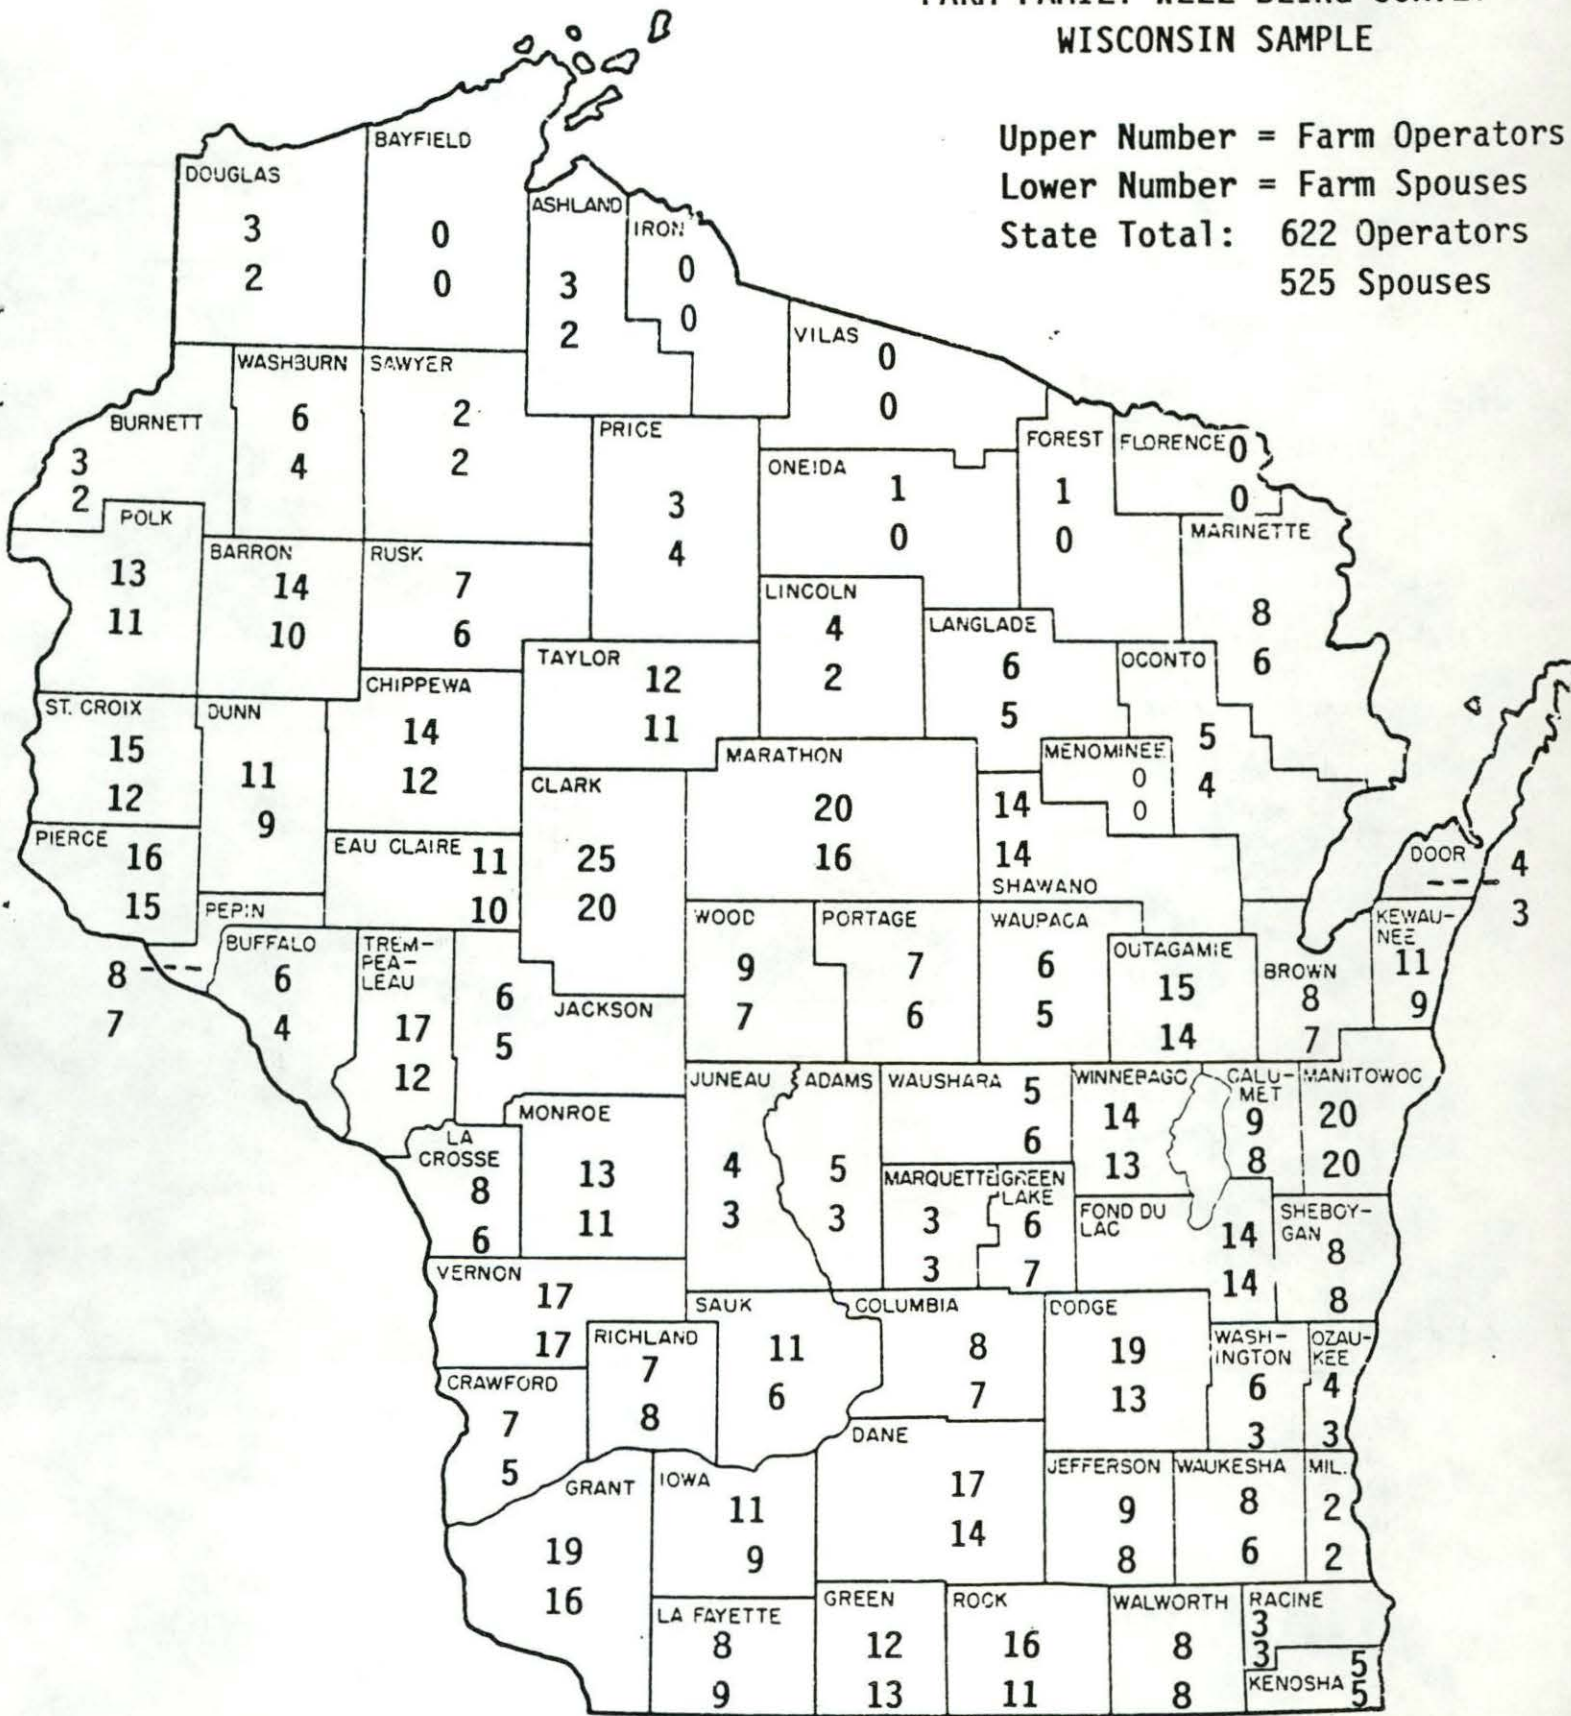 FARM FAMILY WELL-BEING SURVEY
WISCONSIN SAMPLE
Upper Number = Farm Operators
Lower Number = Farm Spouses
State Total: 622 Operators
525 Spouses
DOUGLAS
3
2
BAYFIELD
0
0
ASHLAND
3
2
IRON
0
0
VILAS
0
0
BURNETT
3
2
WASHBURN
6
4
SAWYER
2
2
PRICE
3
4
ONEIDA
1
0
FOREST
1
0
FLORENCE
0
0
MARINETTE
8
6
POLK
13
11
BARRON
14
10
RUSK
7
6
LINCOLN
4
2
LANGLADE
6
5
TAYLOR
12
11
OCONTO
5
4
CHIPPEWA
14
12
ST. CROIX
15
12
DUNN
11
9
MENOMINEE
0
0
MARATHON
20
16
CLARK
25
20
14
14
SHAWANO
PIERCE
16
15
EAU CLAIRE
11
10
DOOR
4
3
PEPIN
8
7
BUFFALO
6
4
TREM-
PEA-
LEAU
17
12
6
5
JACKSON
WOOD
9
7
PORTAGE
7
6
WAUPACA
6
5
OUTAGAMIE
15
14
BROWN
8
7
KEWAU-
NEE
11
9
JUNEAU
4
3
ADAMS
5
3
WAUSHARA
5
6
WINNEBAGO
14
13
CALU-
MET
9
8
MANITOWOC
20
20
MONROE
13
11
LA
CROSSE
8
6
MARQUETTE
3
3
GREEN
LAKE
6
7
FOND DU
LAC
14
14
SHEBOY-
GAN
8
8
VERNON
17
17
SAUK
11
6
COLUMBIA
8
7
DODGE
19
13
WASH-
INGTON
6
3
OZAU-
KEE
4
3
RICHLAND
7
8
CRAWFORD
7
5
DANE
17
14
JEFFERSON
9
8
WAUKESHA
8
6
MIL.
2
2
GRANT
19
16
IOWA
11
9
LA FAYETTE
8
9
GREEN
12
13
ROCK
16
11
WALWORTH
8
8
RACINE
3
3
KENOSHA
5
5